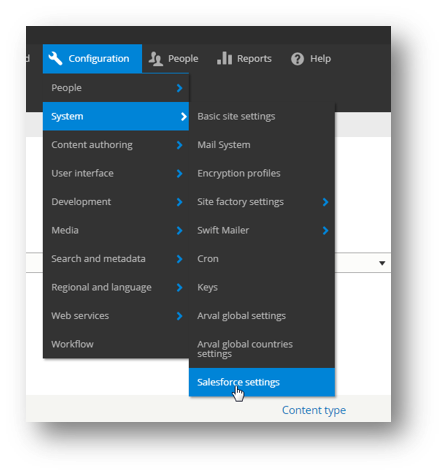 d Configuration People Reports Help
People
System
Content authoring
User interface
Development
Media
Search and metadata
Regional and language
Web services
Workflow
Basic site settings
Mail System
Encryption profiles
Site factory settings
Swift Mailer
Cron
Keys
Arval global settings
Arval global countries
settings
Salesforce settings
Content type